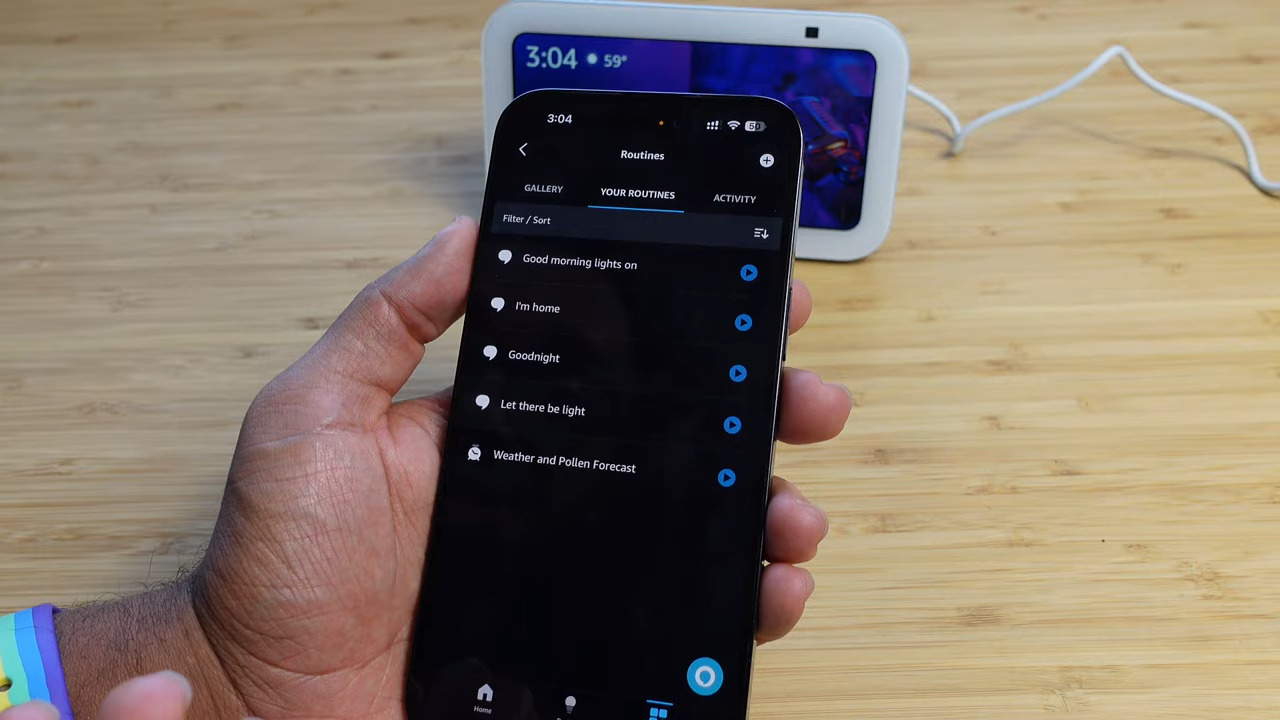 3:04 59°
3:04 50
Routines
GALLERY YOUR ROUTINES ACTIVITY
Filter / Sort
Good morning lights on
I'm home
Goodnight
Let there be light
Weather and Pollen Forecast
Home